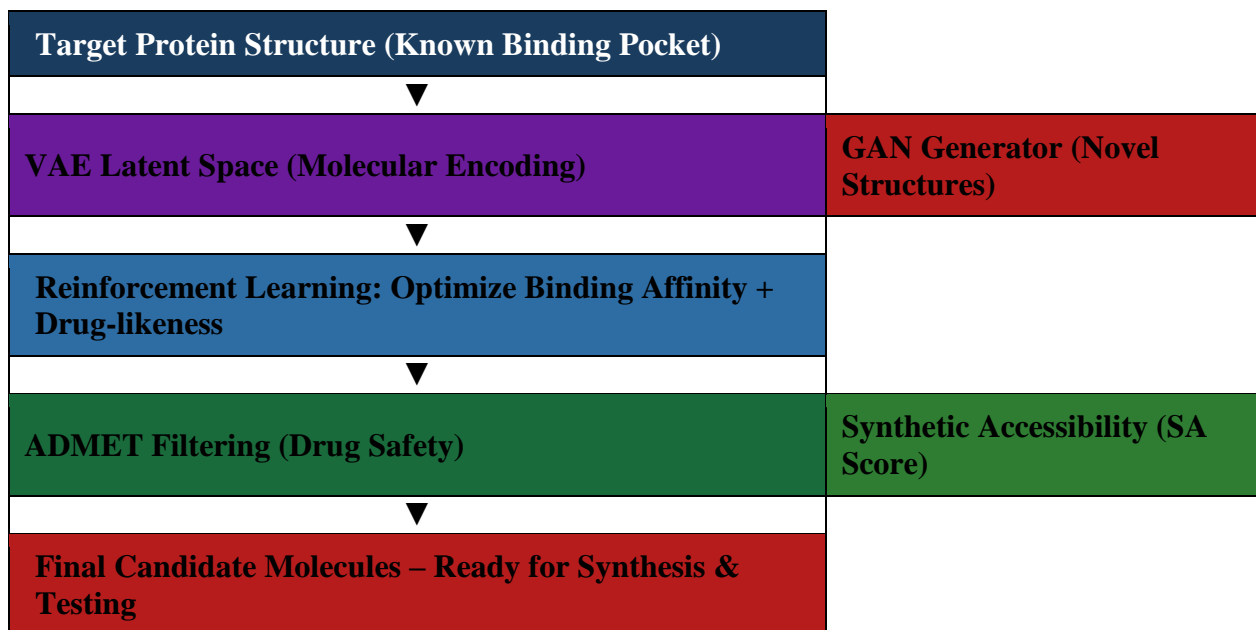 Target Protein Structure (Known Binding Pocket)
▼
VAE Latent Space (Molecular Encoding)
GAN Generator (Novel
Structures)
▼
Reinforcement Learning: Optimize Binding Affinity +
Drug-likeness
▼
ADMET Filtering (Drug Safety)
Synthetic Accessibility (SA
Score)
▼
Final Candidate Molecules – Ready for Synthesis &
Testing